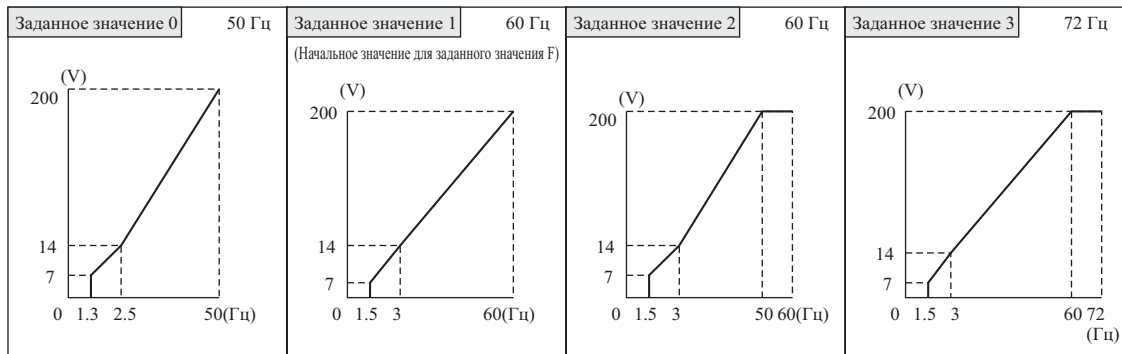 Заданное значение 0 50 Гц
(V)
200
14
7
0 1.3 2.5 50(Гц)
Заданное значение 1 60 Гц
(Начальное значение для заданного значения F)
(V)
200
14
7
0 1.5 3 60(Гц)
Заданное значение 2 60 Гц
(V)
200
14
7
0 1.5 3 50 60(Гц)
Заданное значение 3 72 Гц
(V)
200
14
7
0 1.5 3 60 72
(Гц)